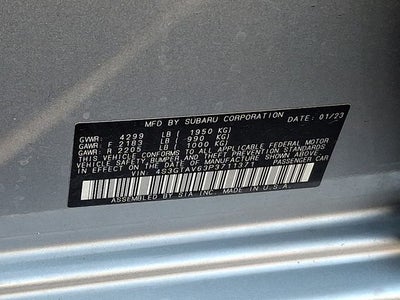 MFD BY SUBARU CORPORATION DATE: 01/23
GVWR: 4299 LB ( 1950 KG)
GAWR: F 2183 LB ( 990 KG)
GAWR: R 2205 LB ( 1000 KG)
THIS VEHICLE CONFORMS TO ALL APPLICABLE FEDERAL MOTOR
VEHICLE SAFETY BUMPER, AND THEFT PREVENTION STANDARDS
IN EFFECT ON THE DATE OF MANUFACTURE SHOWN ABOVE.
VIN: 4S3GTAV63P3711371 PASSENGER CAR
ASSEMBLED BY SIA, INC. MADE IN U.S.A.